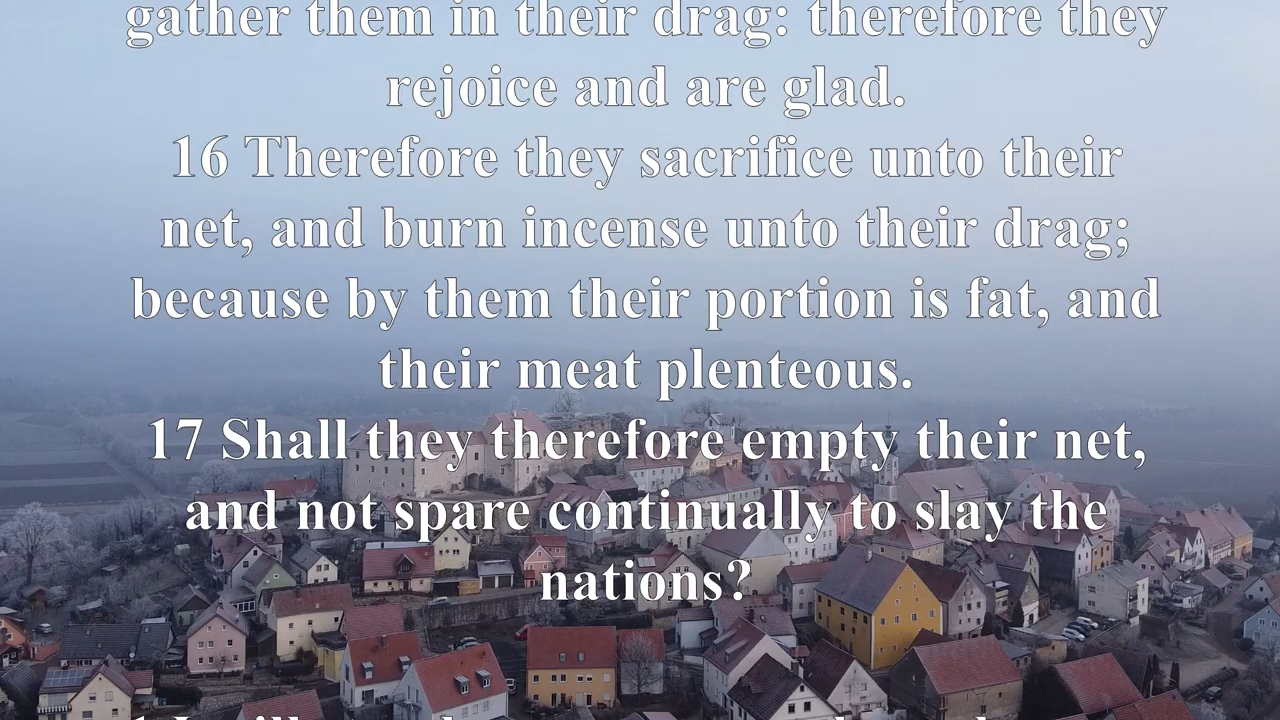 gather them in their drag: therefore they
rejoice and are glad.
16 Therefore they sacrifice unto their
net, and burn incense unto their drag;
because by them their portion is fat, and
their meat plenteous.
17 Shall they therefore empty their net,
and not spare continually to slay the
nations?